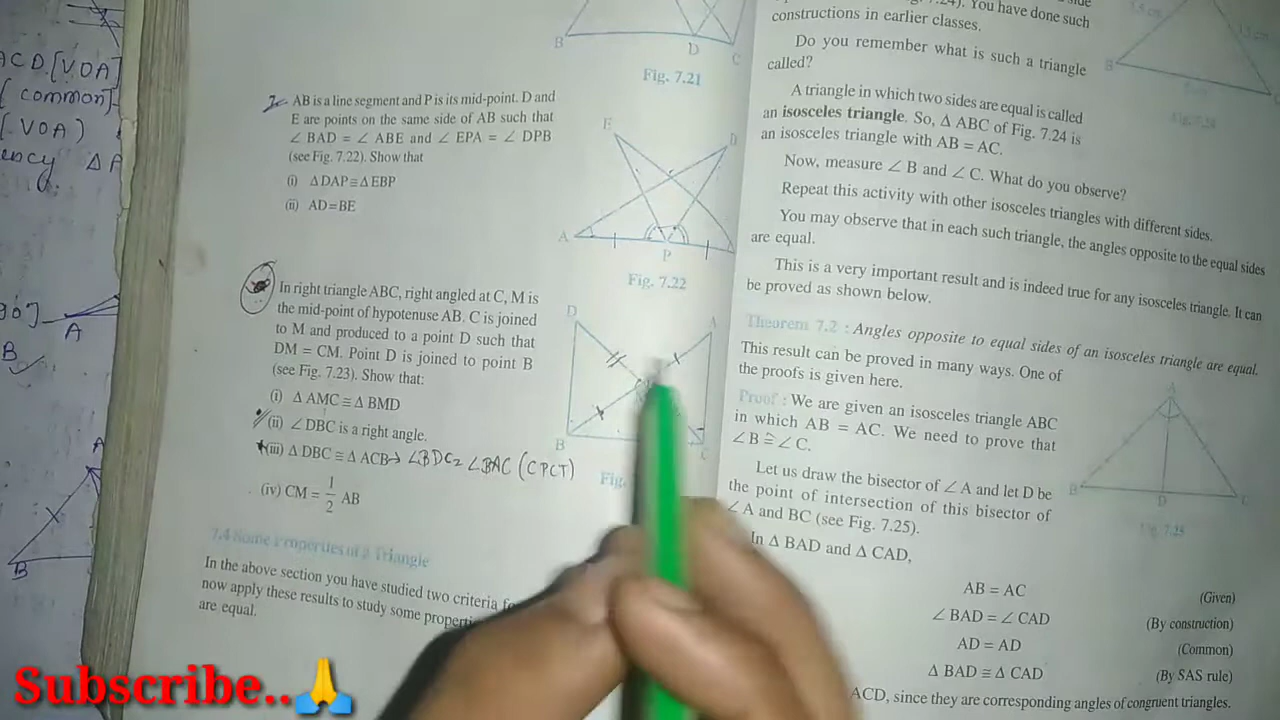 ACD. [VOA]
[ common]
[ VOA)
ency Δ
90°] A
B
A
B
B D C
Fig. 7.21
7. AB is a line segment and P is its mid-point. D and
E are points on the same side of AB such that
∠ BAD = ∠ ABE and ∠ EPA = ∠ DPB
(see Fig. 7.22). Show that
(i) Δ DAP ≅ Δ EBP
(ii) AD = BE
E D
A P
Fig. 7.22
In right triangle ABC, right angled at C, M is
the mid-point of hypotenuse AB. C is joined
to M and produced to a point D such that
DM = CM. Point D is joined to point B
(see Fig. 7.23). Show that:
(i) Δ AMC ≅ Δ BMD
(ii) ∠ DBC is a right angle.
(iii) Δ DBC ≅ Δ ACB → ∠BDC = ∠BAC (CPCT)
(iv) CM = 1/2 AB
D A
B C
Fig.
7.4 Some Properties of a Triangle
In the above section you have studied two criteria
now apply these results to study some
are equal.
You have done such
constructions in earlier classes.
Do you remember what is such a triangle
called?
A triangle in which two sides are equal is called
an isosceles triangle. So, Δ ABC of Fig. 7.24 is
an isosceles triangle with AB = AC.
Now, measure ∠ B and ∠ C. What do you observe?
Repeat this activity with other isosceles triangles with different sides.
You may observe that in each such triangle, the angles opposite to the equal sides
are equal.
This is a very important result and is indeed true for any isosceles triangle. It can
be proved as shown below.
Theorem 7.2 : Angles opposite to equal sides of an isosceles triangle are equal.
This result can be proved in many ways. One of
the proofs is given here.
Proof : We are given an isosceles triangle ABC
in which AB = AC. We need to prove that
∠ B ≅ ∠ C.
Let us draw the bisector of ∠ A and let D be
the point of intersection of this bisector of
∠ A and BC (see Fig. 7.25).
A
B D C
Fig. 7.25
In Δ BAD and Δ CAD,
AB = AC (Given)
∠ BAD = ∠ CAD (By construction)
AD = AD (Common)
Δ BAD ≅ Δ CAD (By SAS rule)
ACD, since they are corresponding angles of congruent triangles.
Subscribe..🙏